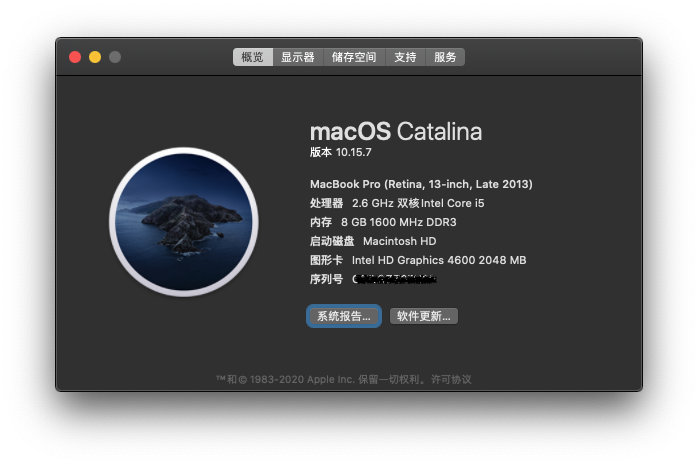 概览 显示器 储存空间 支持 服务
macOS Catalina
版本 10.15.7
MacBook Pro (Retina, 13-inch, Late 2013)
处理器 2.6 GHz 双核Intel Core i5
内存 8 GB 1600 MHz DDR3
启动磁盘 Macintosh HD
图形卡 Intel HD Graphics 4600 2048 MB
序列号
系统报告... 软件更新...
™和© 1983-2020 Apple Inc. 保留一切权利。许可协议